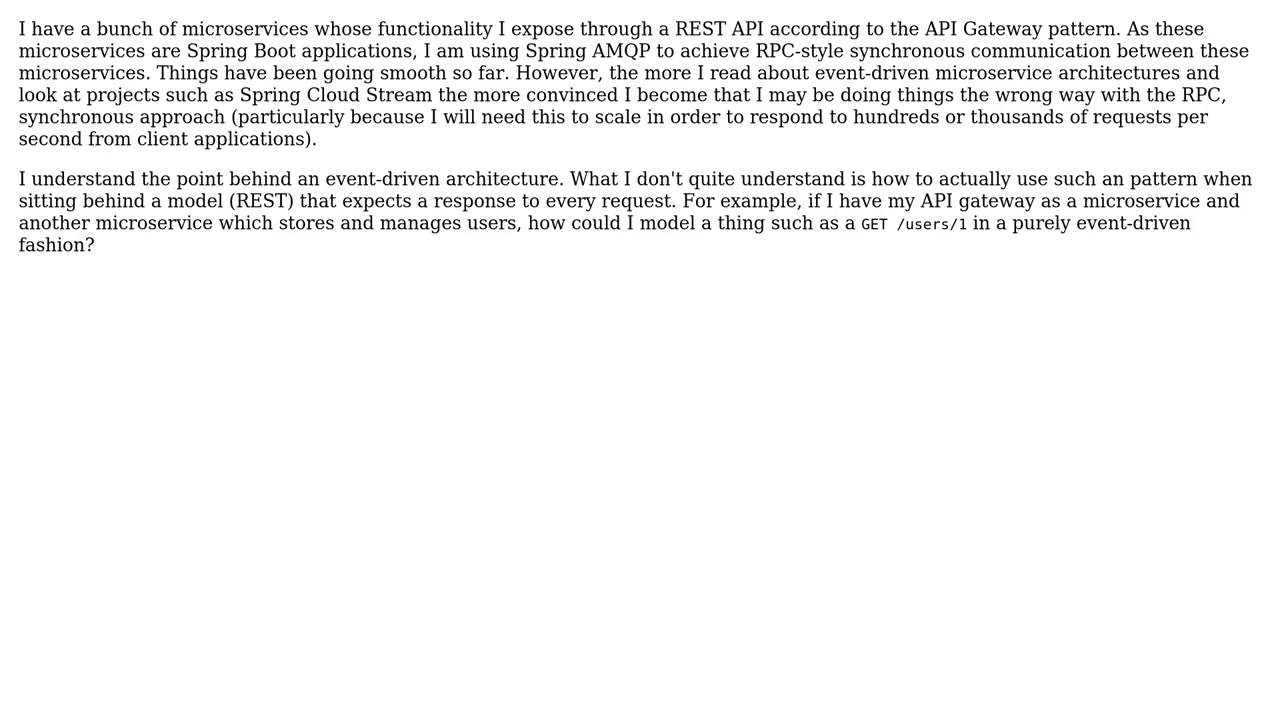 I have a bunch of microservices whose functionality I expose through a REST API according to the API Gateway pattern. As these
microservices are Spring Boot applications, I am using Spring AMQP to achieve RPC-style synchronous communication between these
microservices. Things have been going smooth so far. However, the more I read about event-driven microservice architectures and
look at projects such as Spring Cloud Stream the more convinced I become that I may be doing things the wrong way with the RPC,
synchronous approach (particularly because I will need this to scale in order to respond to hundreds or thousands of requests per
second from client applications).
I understand the point behind an event-driven architecture. What I don't quite understand is how to actually use such an pattern when
sitting behind a model (REST) that expects a response to every request. For example, if I have my API gateway as a microservice and
another microservice which stores and manages users, how could I model a thing such as a GET /users/1 in a purely event-driven
fashion?